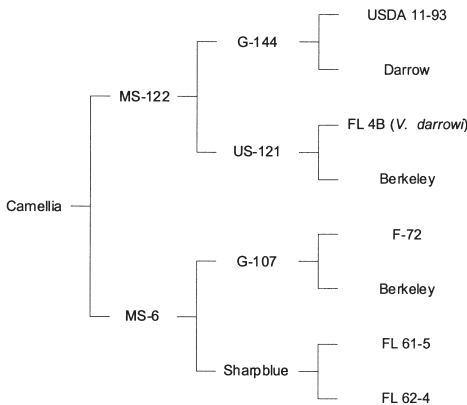 USDA 11-93
G-144
Darrow
MS-122
FL 4B (V. darrowi)
US-121
Berkeley
Camellia
F-72
G-107
Berkeley
MS-6
FL 61-5
Sharpblue
FL 62-4